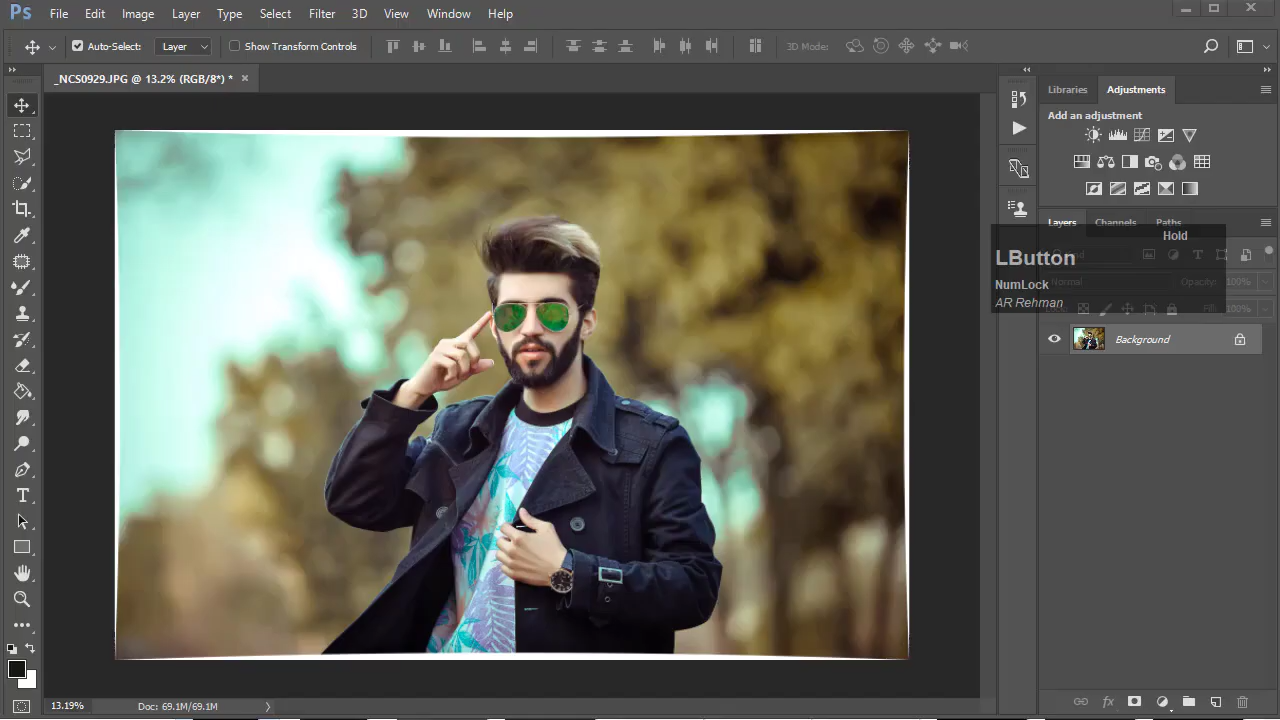 Ps File Edit Image Layer Type Select Filter 3D View Window Help
Auto-Select: Layer Show Transform Controls 3D Mode:
_NCS0929.JPG @ 13.2% (RGB/8*) * ×
Libraries Adjustments
Add an adjustment
Layers Channels Paths
Hold
LButton
NumLock
AR Rehman
Normal Opacity: 100%
Fill: 100%
Background
13.19% Doc: 69.1M/69.1M